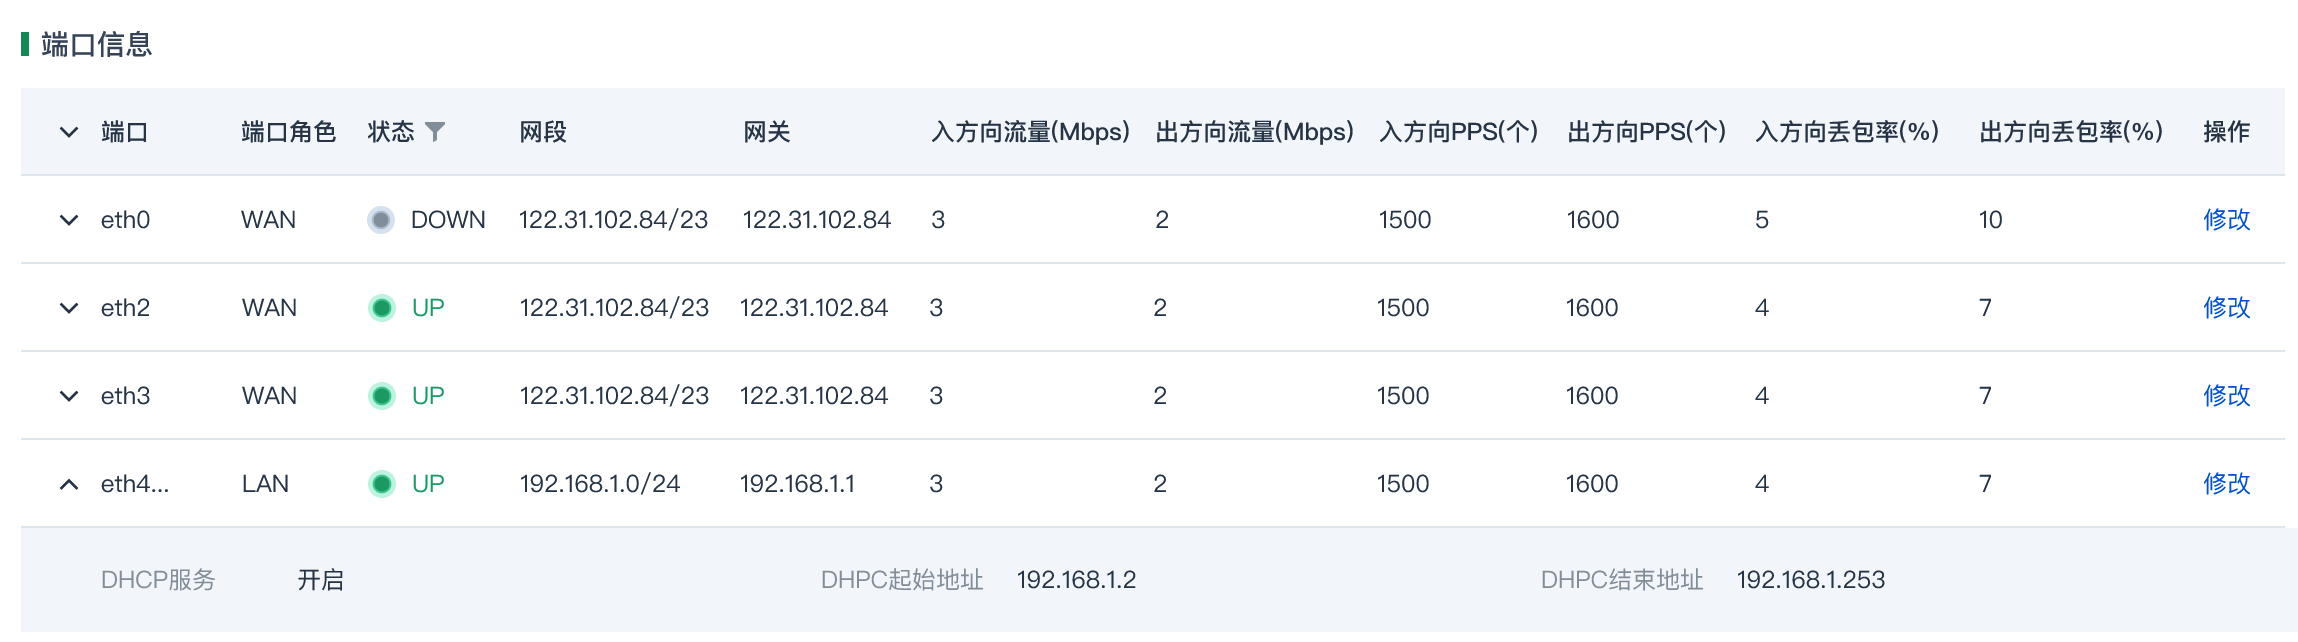 端口信息
端口 端口角色 状态 网段 网关 入方向流量(Mbps) 出方向流量(Mbps) 入方向PPS(个) 出方向PPS(个) 入方向丢包率(%) 出方向丢包率(%) 操作
eth0 WAN DOWN 122.31.102.84/23 122.31.102.84 3 2 1500 1600 5 10 修改
eth2 WAN UP 122.31.102.84/23 122.31.102.84 3 2 1500 1600 4 7 修改
eth3 WAN UP 122.31.102.84/23 122.31.102.84 3 2 1500 1600 4 7 修改
eth4... LAN UP 192.168.1.0/24 192.168.1.1 3 2 1500 1600 4 7 修改
DHCP服务 开启 DHPC起始地址 192.168.1.2 DHPC结束地址 192.168.1.253